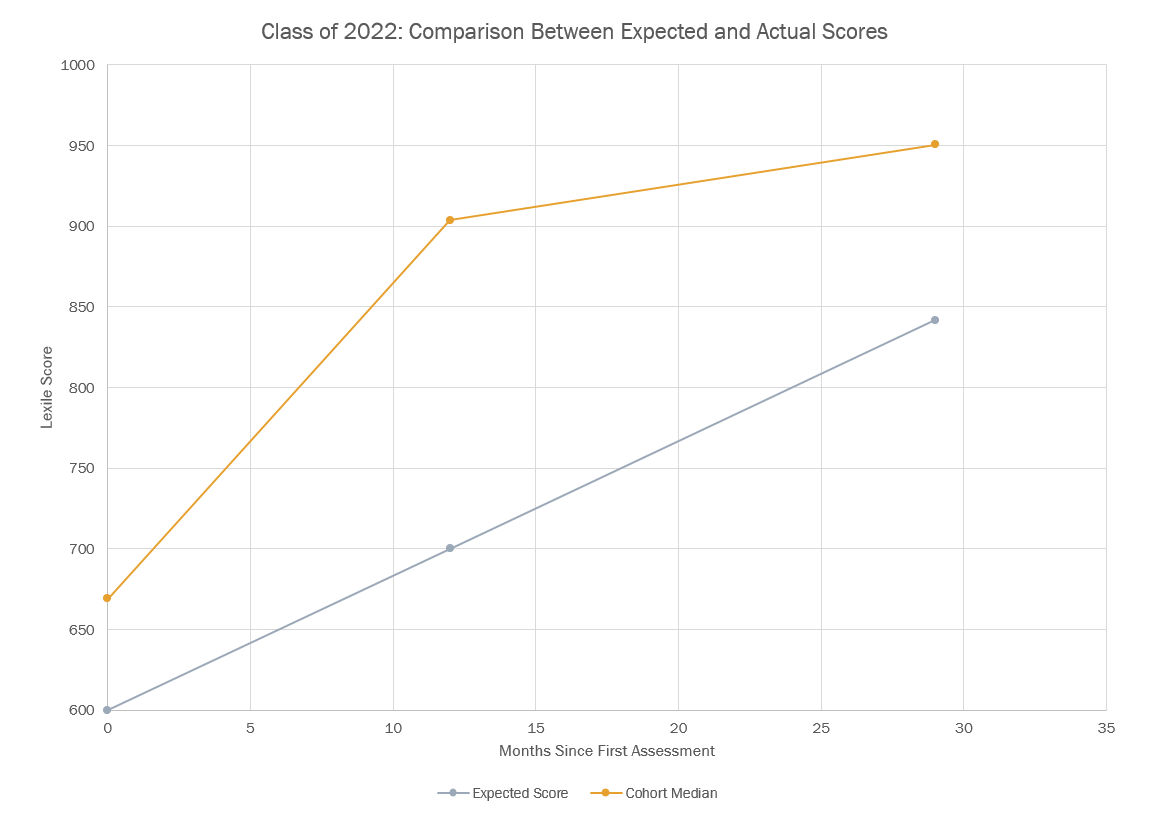 Class of 2022: Comparison Between Expected and Actual Scores
1000
950
900
850
800
750
700
650
600
Lexile Score
0 5 10 15 20 25 30 35
Months Since First Assessment
Expected Score Cohort Median